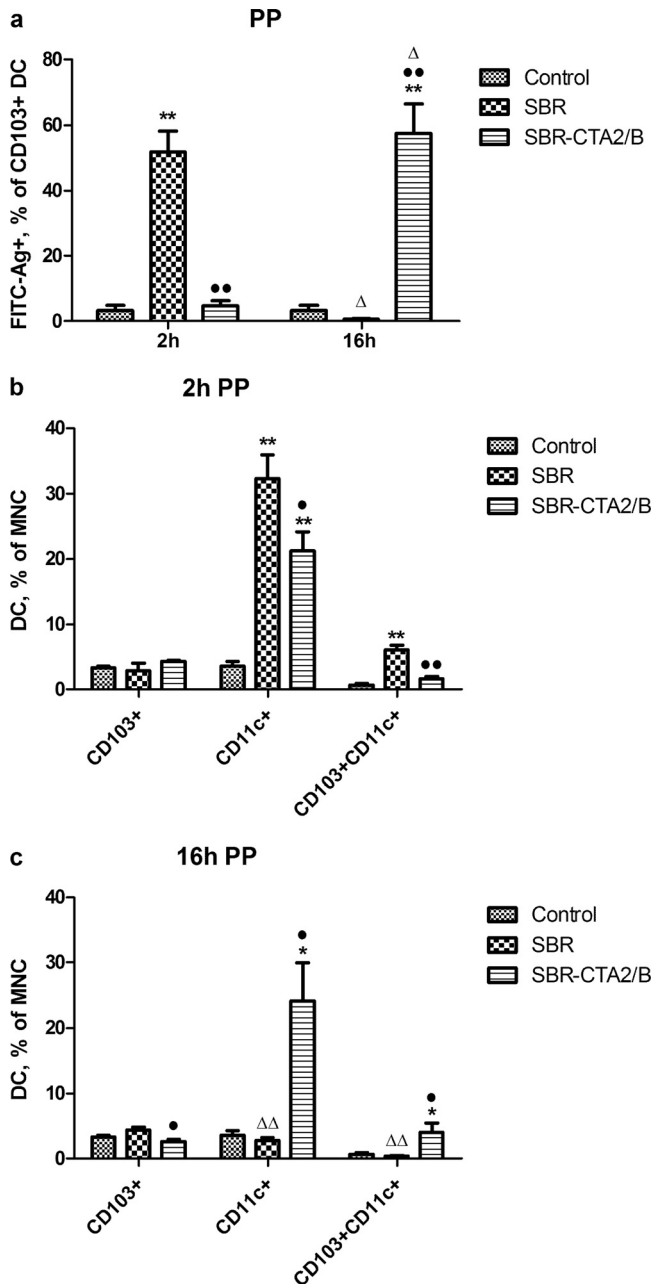 a
PP
FITC-Ag+, % of CD103+ DC
80
60
40
20
0
**
●●
Δ
Δ
●●
**
2h
16h
Control
SBR
SBR-CTA2/B
b
2h PP
DC, % of MNC
40
30
20
10
0
**
●
**
**
●●
CD103+
CD11c+
CD103+CD11c+
Control
SBR
SBR-CTA2/B
c
16h PP
DC, % of MNC
40
30
20
10
0
●
ΔΔ
●
*
ΔΔ
●
*
CD103+
CD11c+
CD103+CD11c+
Control
SBR
SBR-CTA2/B